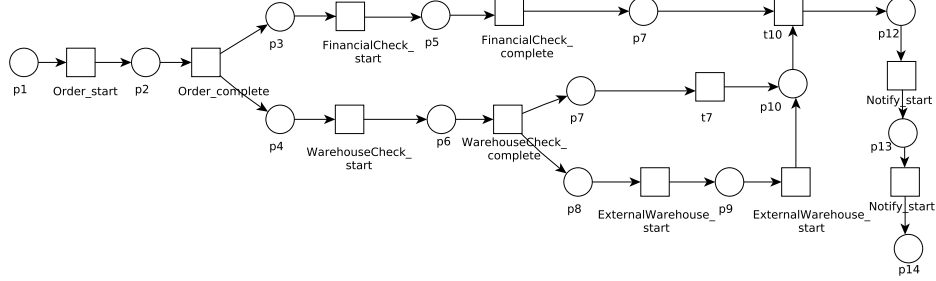 p3
FinancialCheck_
start
p5
FinancialCheck_
complete
p7
t10
p12
p1
Order_start
p2
Order_complete
p4
WarehouseCheck_
start
p6
WarehouseCheck_
complete
p7
t7
p10
Notify_start
p13
p8
ExternalWarehouse_
start
p9
ExternalWarehouse_
start
Notify_start
p14